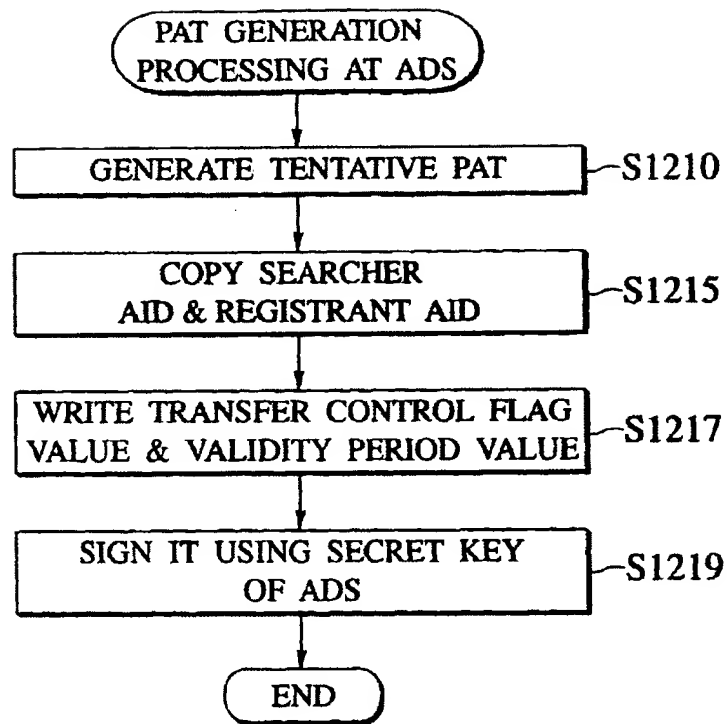 PAT GENERATION
PROCESSING AT ADS
GENERATE TENTATIVE PAT
S1210
COPY SEARCHER
AID & REGISTRANT AID
S1215
WRITE TRANSFER CONTROL FLAG
VALUE & VALIDITY PERIOD VALUE
S1217
SIGN IT USING SECRET KEY
OF ADS
S1219
END